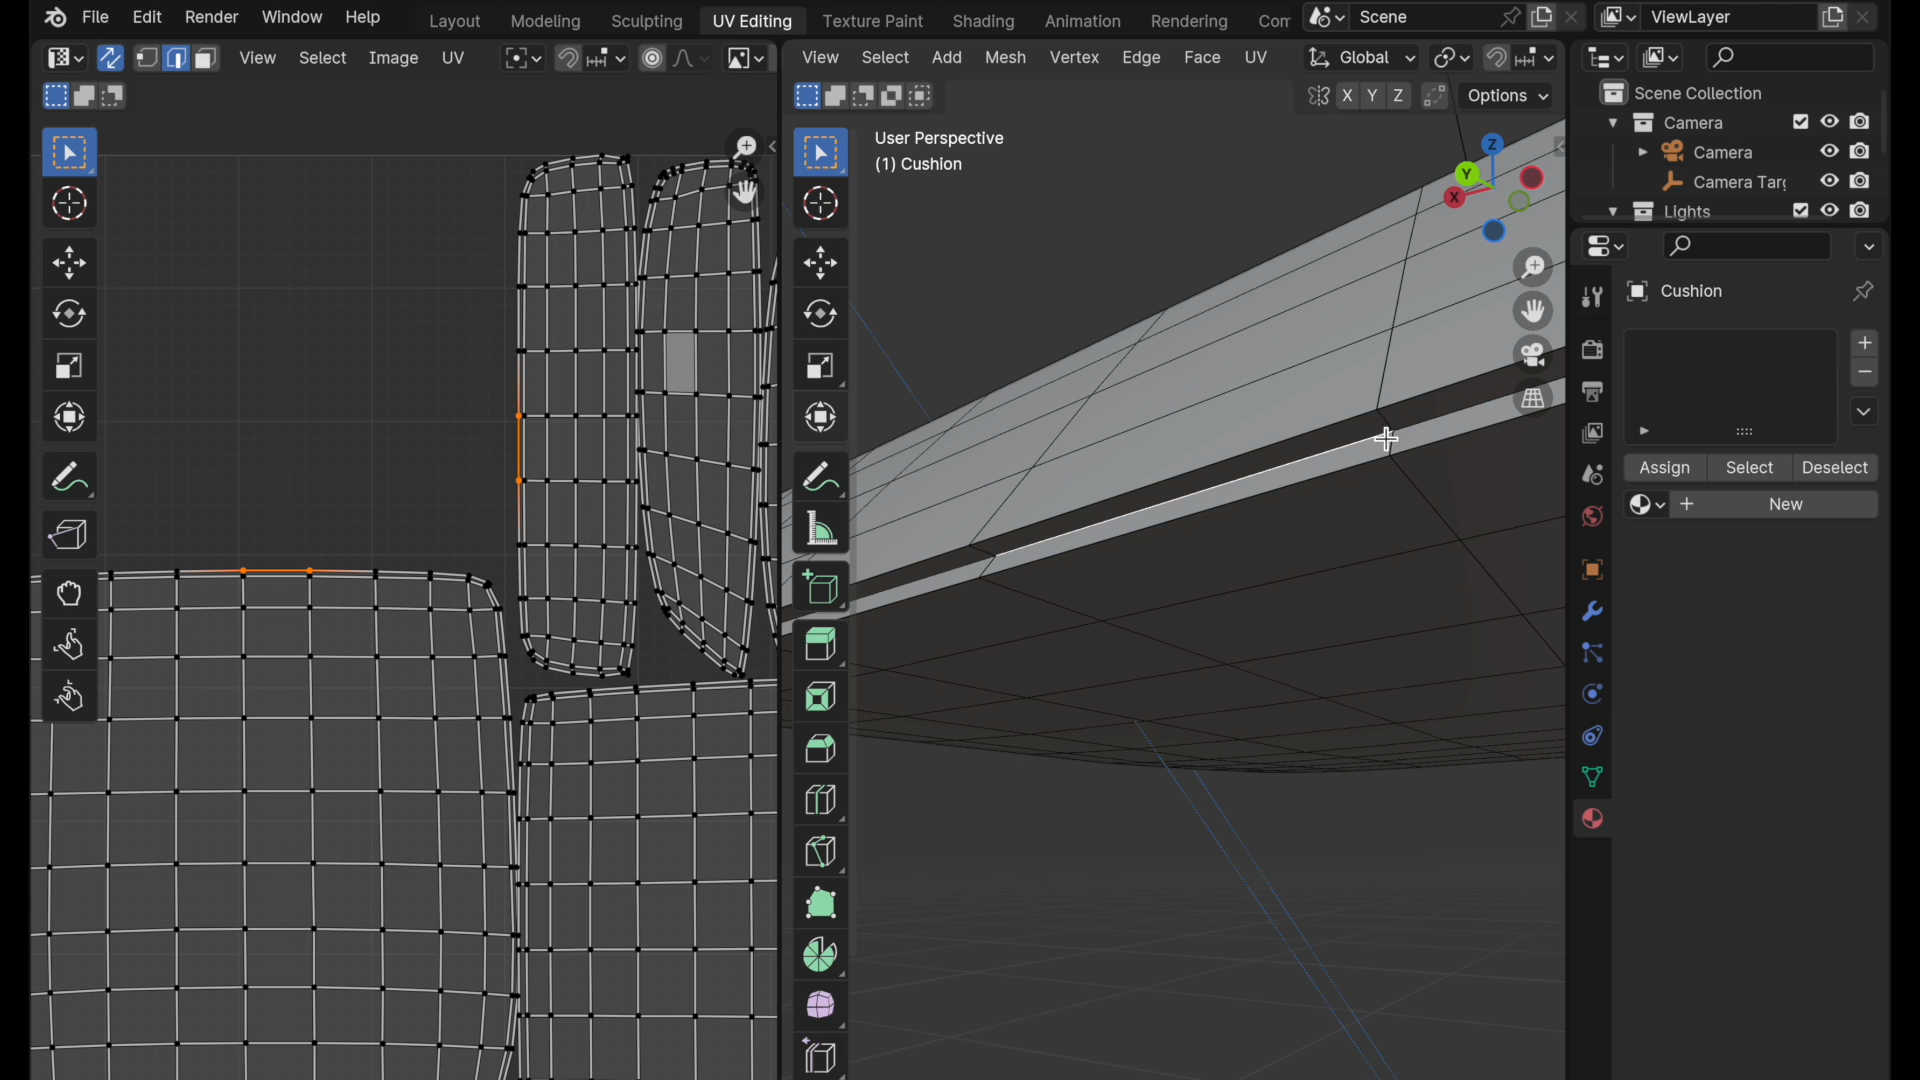 File Edit Render Window Help
Layout Modeling Sculpting UV Editing Texture Paint Shading Animation Rendering Com
Scene
ViewLayer
View Select Image UV
View Select Add Mesh Vertex Edge Face UV
Global
X Y Z
Options
User Perspective
(1) Cushion
Z
Y
X
Scene Collection
Camera
Camera
Camera Targ
Lights
Cushion
Assign Select Deselect
New